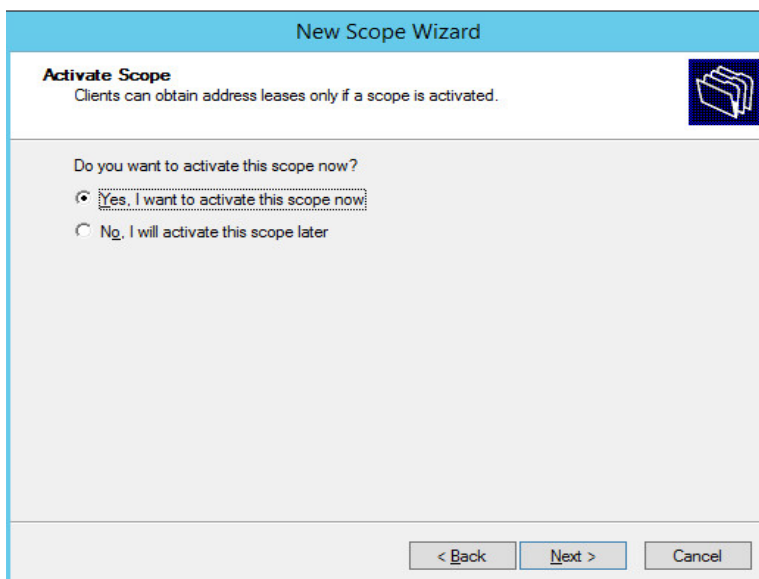 New Scope Wizard
Activate Scope
Clients can obtain address leases only if a scope is activated.
Do you want to activate this scope now?
Yes, I want to activate this scope now
No, I will activate this scope later
< Back Next > Cancel